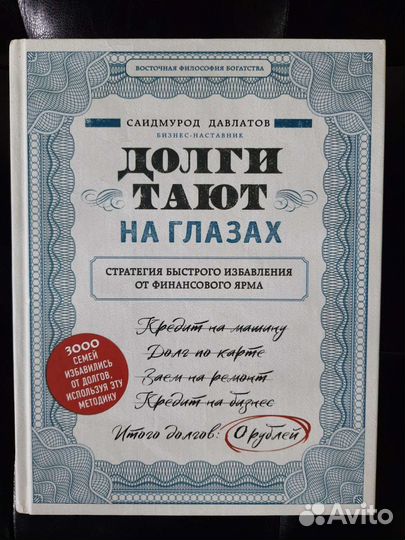 ВОСТОЧНАЯ ФИЛОСОФИЯ БОГАТСТВА
САИДМУРОД ДАВЛАТОВ
БИЗНЕС-НАСТАВНИК
ДОЛГИ
ТАЮТ
НА ГЛАЗАХ
СТРАТЕГИЯ БЫСТРОГО ИЗБАВЛЕНИЯ
ОТ ФИНАНСОВОГО ЯРМА
Кредит на машину
Долг по карте
Заем на ремонт
Кредит на бизнес
Итого долгов: 0 рублей
3000
СЕМЕЙ
ИЗБАВИЛИСЬ
ОТ ДОЛГОВ,
ИСПОЛЬЗУЯ ЭТУ
МЕТОДИКУ
Avito